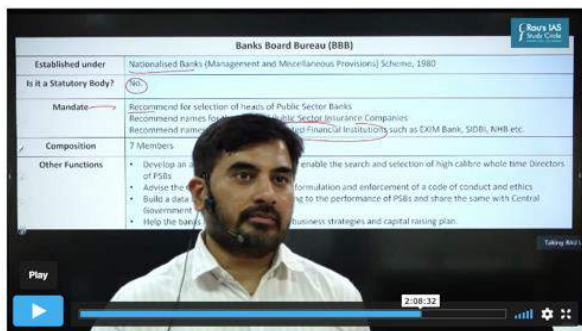 Rau's IAS
Study Circle
Banks Board Bureau (BBB)
Established under
Nationalised Banks (Management and Miscellaneous Provisions) Scheme, 1980
Is it a Statutory Body?
No.
Mandate
Recommend for selection of heads of Public Sector Banks
Recommend names for the Public Sector Insurance Companies
Recommend names Financial Institutions such as EXIM Bank, SIDBI, NHB etc.
Composition
7 Members
Other Functions
• Develop an a enable the search and selection of high calibre whole time Directors
of PSBs
• Advise the formulation and enforcement of a code of conduct and ethics
• Build a data to the performance of PSBs and share the same with Central
Government
• Help the banks business strategies and capital raising plan.
Taking
Play
2:08:32